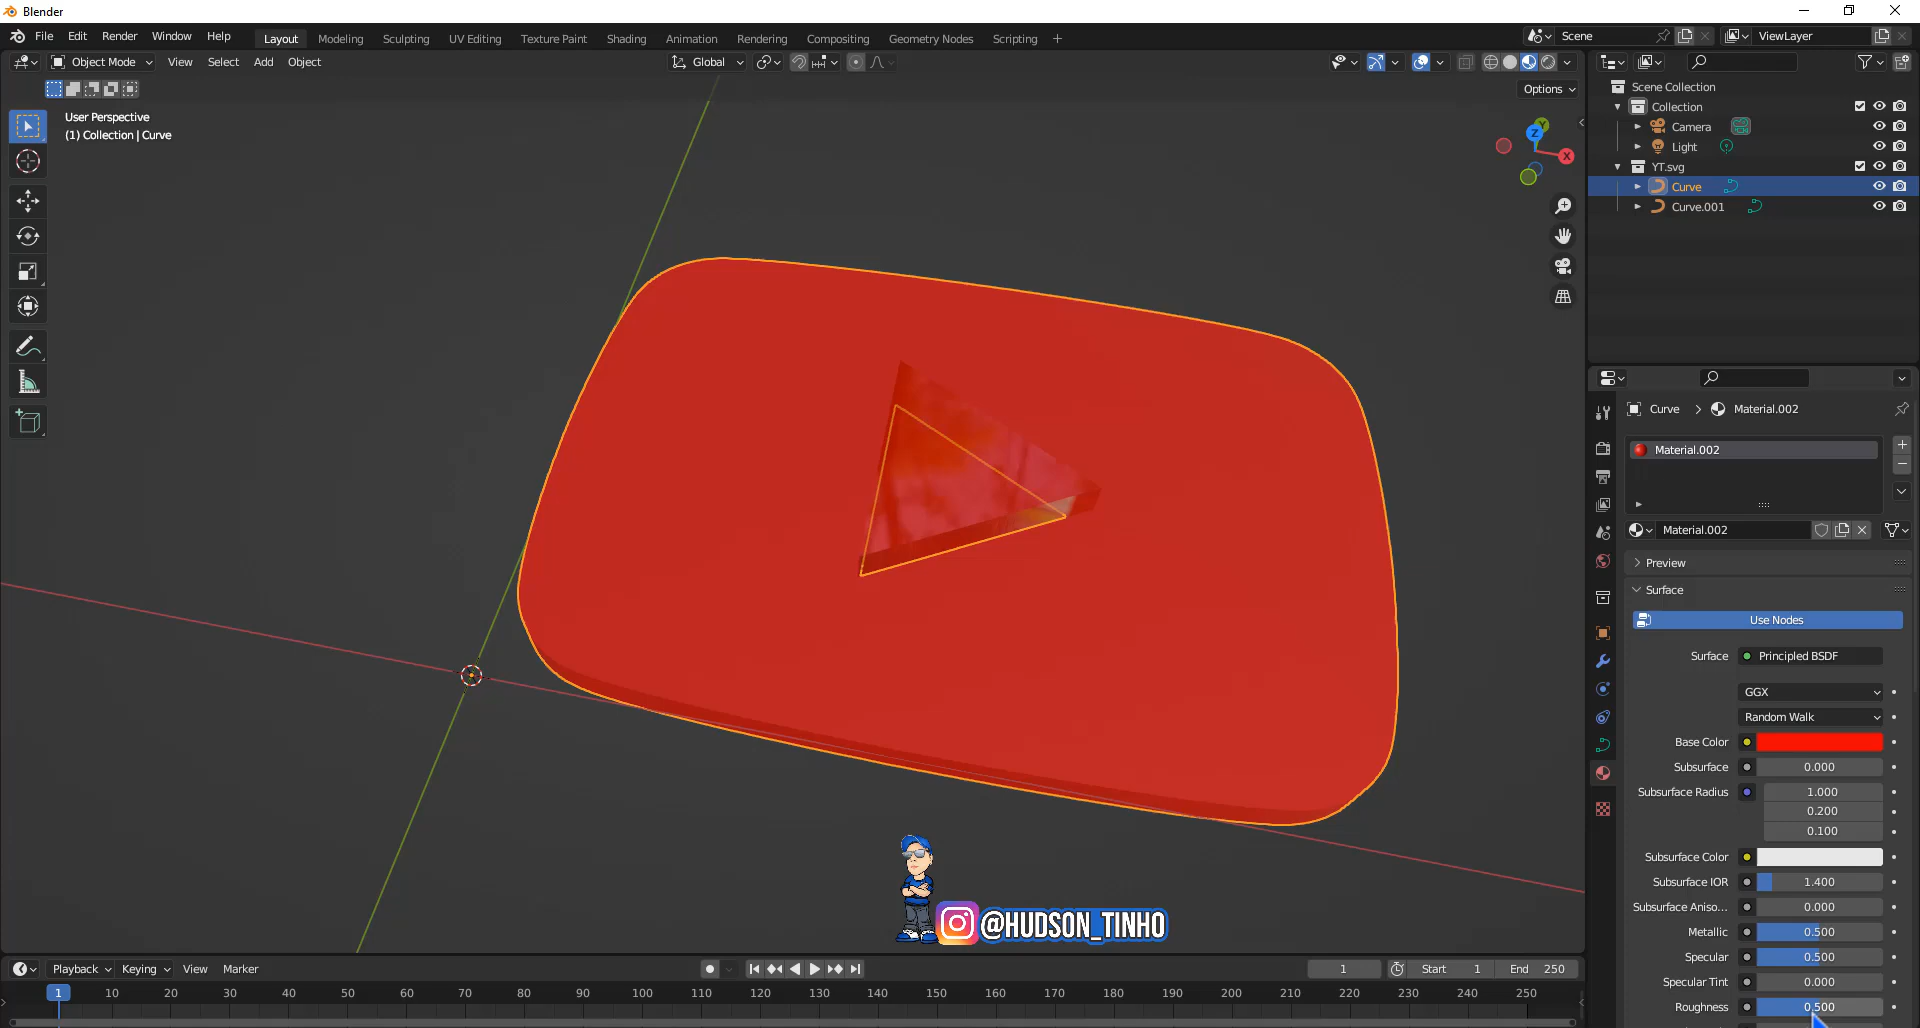 Blender
File Edit Render Window Help Layout Modeling Sculpting UV Editing Texture Paint Shading Animation Rendering Compositing Geometry Nodes Scripting + Scene ViewLayer
Object Mode View Select Add Object Global
Options
User Perspective
(1) Collection | Curve
Y
Z
X
Scene Collection
Collection
Camera
Light
YT.svg
Curve
Curve.001
Curve > Material.002
Material.002
Material.002
Preview
Surface
Use Nodes
Surface Principled BSDF
GGX
Random Walk
Base Color
Subsurface 0.000
Subsurface Radius 1.000
0.200
0.100
Subsurface Color
Subsurface IOR 1.400
Subsurface Aniso... 0.000
Metallic 0.500
Specular 0.500
Specular Tint 0.000
Roughness 0.500
@HUDSON_TINHO
Playback Keying View Marker 1 Start 1 End 250
1 10 20 30 40 50 60 70 80 90 100 110 120 130 140 150 160 170 180 190 200 210 220 230 240 250